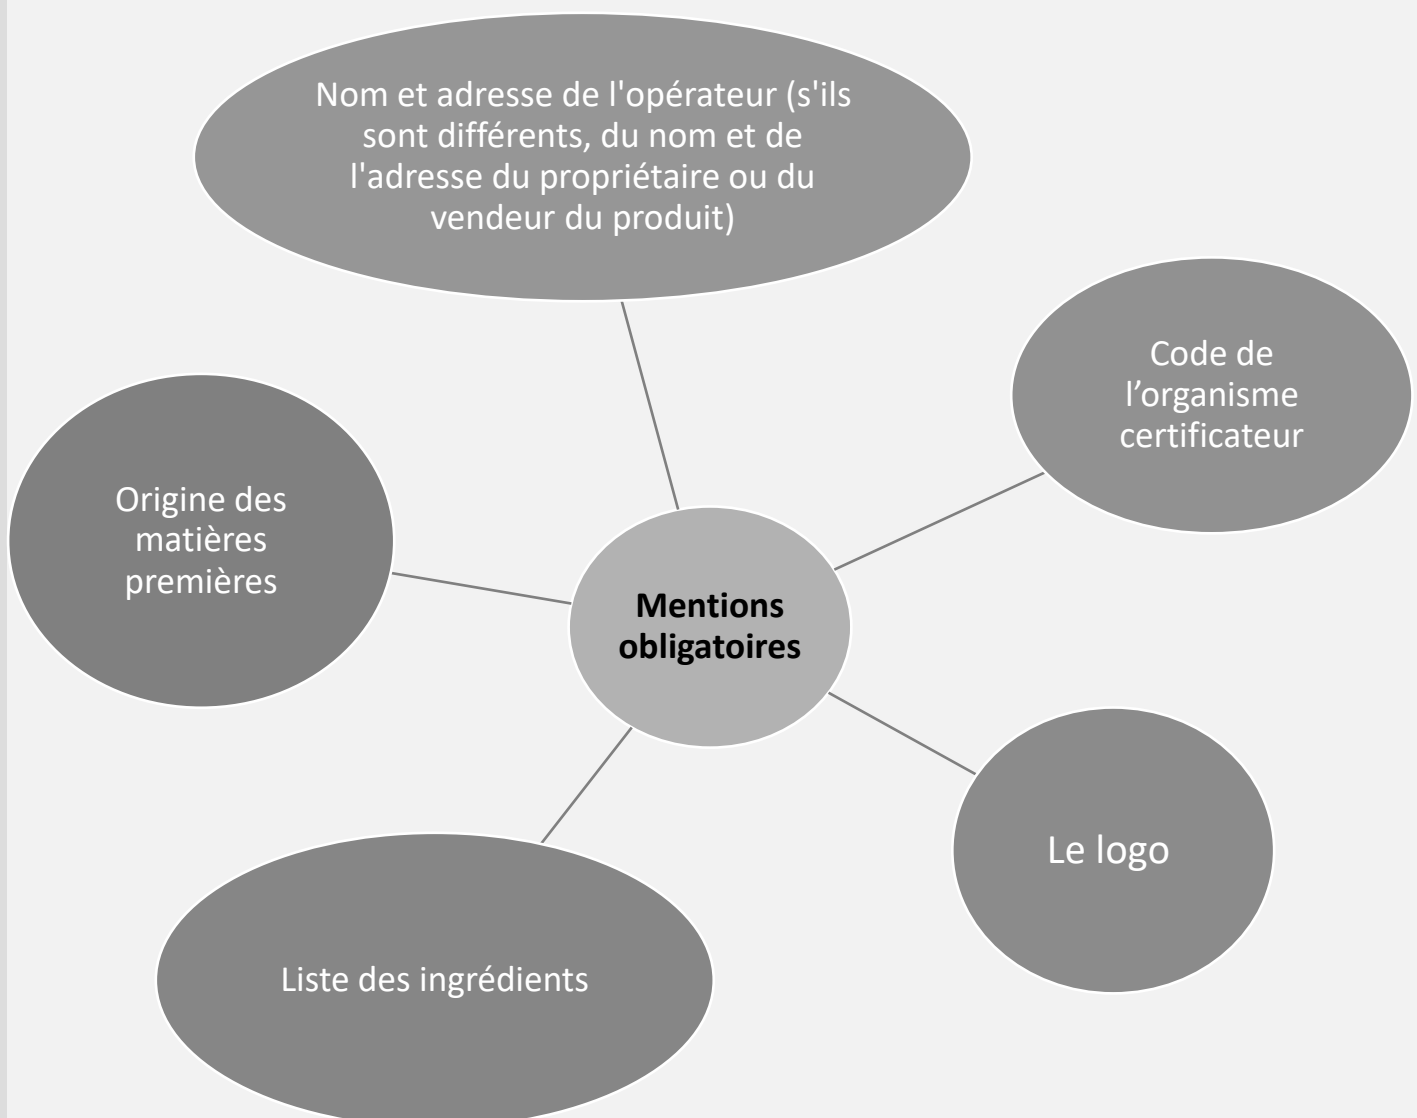 Nom et adresse de l'opérateur (s'ils
sont différents, du nom et de
l'adresse du propriétaire ou du
vendeur du produit)
Code de
l’organisme
certificateur
Origine des
matières
premières
Mentions
obligatoires
Le logo
Liste des ingrédients